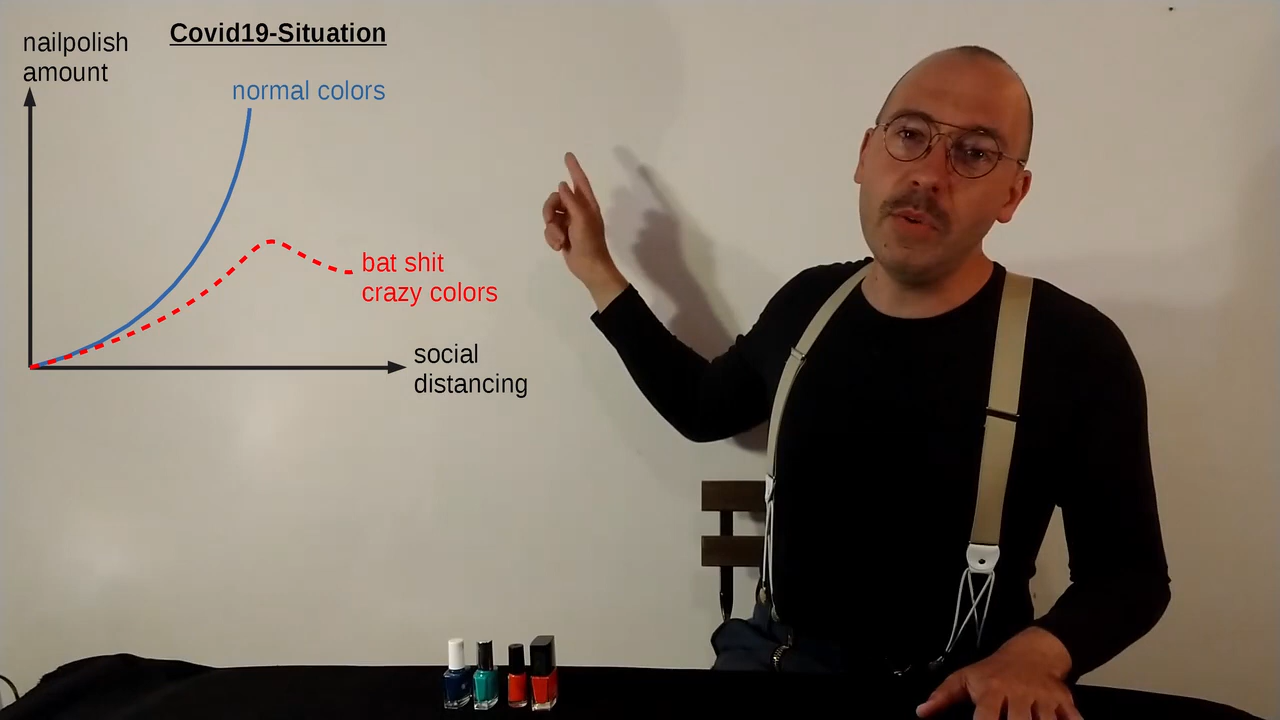 Covid19-Situation
nailpolish
amount
normal colors
bat shit
crazy colors
social
distancing